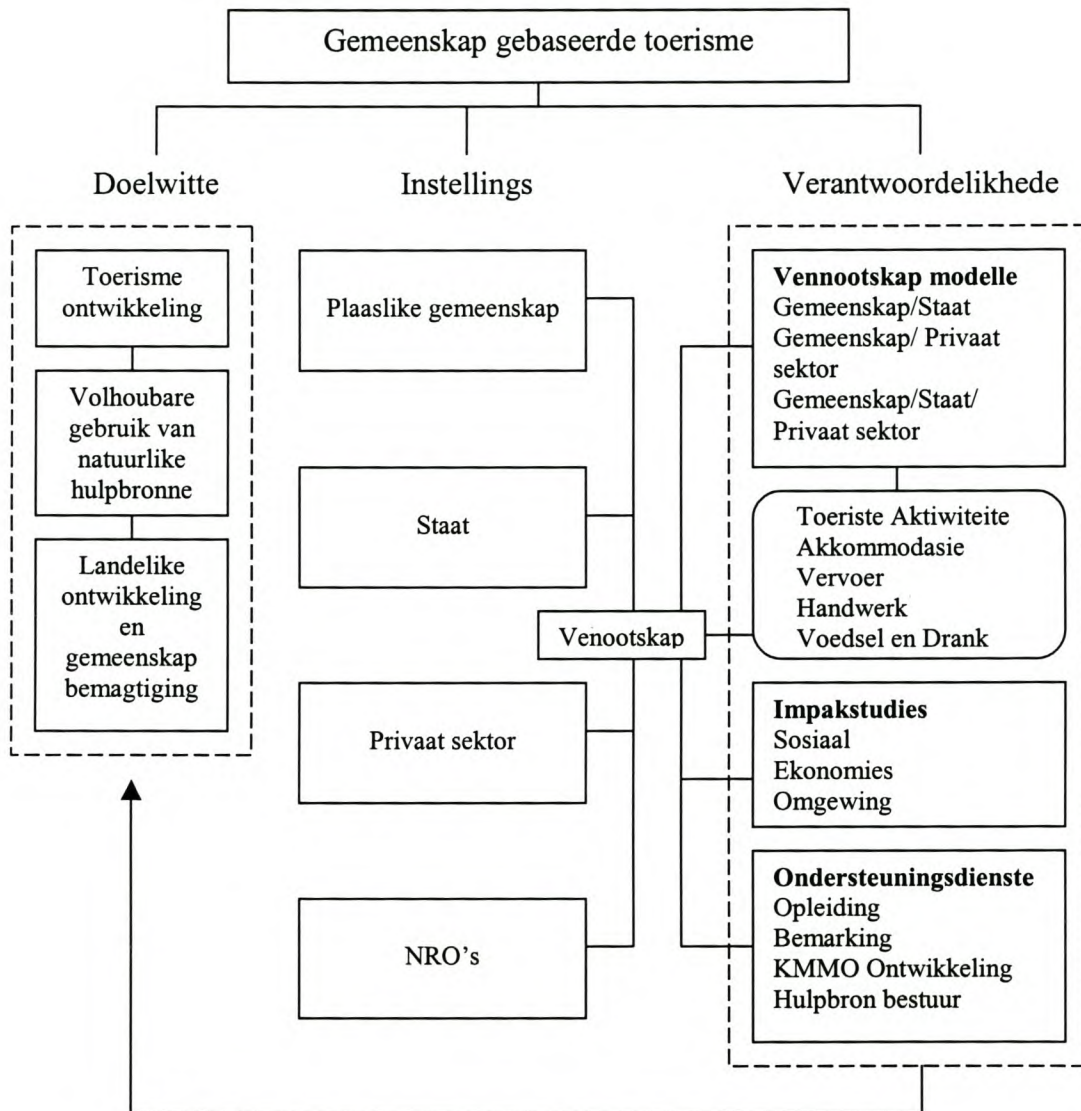 Gemeenskap gebaseerde toerisme
Doelwitte
Instellings
Verantwoordelikhede
Toerisme
ontwikkeling
Volhoubare
gebruik van
natuurlike
hulpbronne
Landelike
ontwikkeling
en
gemeenskap
bemagtiging
Plaaslike gemeenskap
Staat
Privaat sektor
NRO's
Venootskap
Vennootskap modelle
Gemeenskap/Staat
Gemeenskap/ Privaat
sektor
Gemeenskap/Staat/
Privaat sektor
Toeriste Aktiwiteite
Akkommodasie
Vervoer
Handwerk
Voedsel en Drank
Impakstudies
Sosiaal
Ekonomies
Omgewing
Ondersteuningsdienste
Opleiding
Bemarking
KMMO Ontwikkeling
Hulpbron bestuur